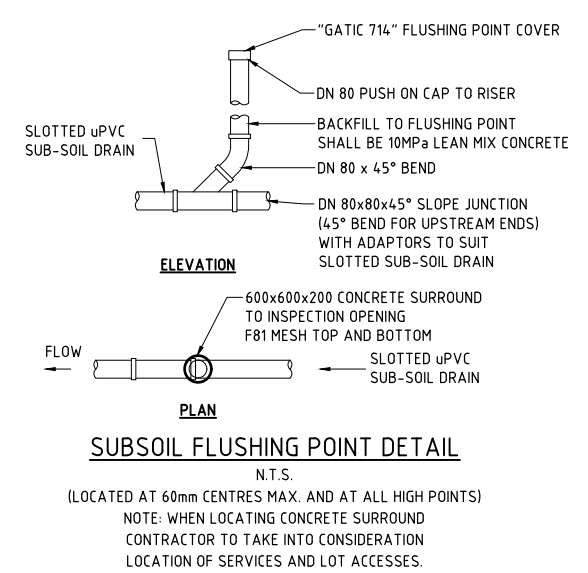 "GATIC 714" FLUSHING POINT COVER
DN 80 PUSH ON CAP TO RISER
BACKFILL TO FLUSHING POINT
SHALL BE 10MPa LEAN MIX CONCRETE
SLOTTED uPVC
SUB-SOIL DRAIN
DN 80 x 45° BEND
DN 80x80x45° SLOPE JUNCTION
(45° BEND FOR UPSTREAM ENDS)
WITH ADAPTORS TO SUIT
SLOTTED SUB-SOIL DRAIN
ELEVATION
600x600x200 CONCRETE SURROUND
TO INSPECTION OPENING
F81 MESH TOP AND BOTTOM
FLOW
SLOTTED uPVC
SUB-SOIL DRAIN
PLAN
SUBSOIL FLUSHING POINT DETAIL
N.T.S.
(LOCATED AT 60mm CENTRES MAX. AND AT ALL HIGH POINTS)
NOTE: WHEN LOCATING CONCRETE SURROUND
CONTRACTOR TO TAKE INTO CONSIDERATION
LOCATION OF SERVICES AND LOT ACCESSES.